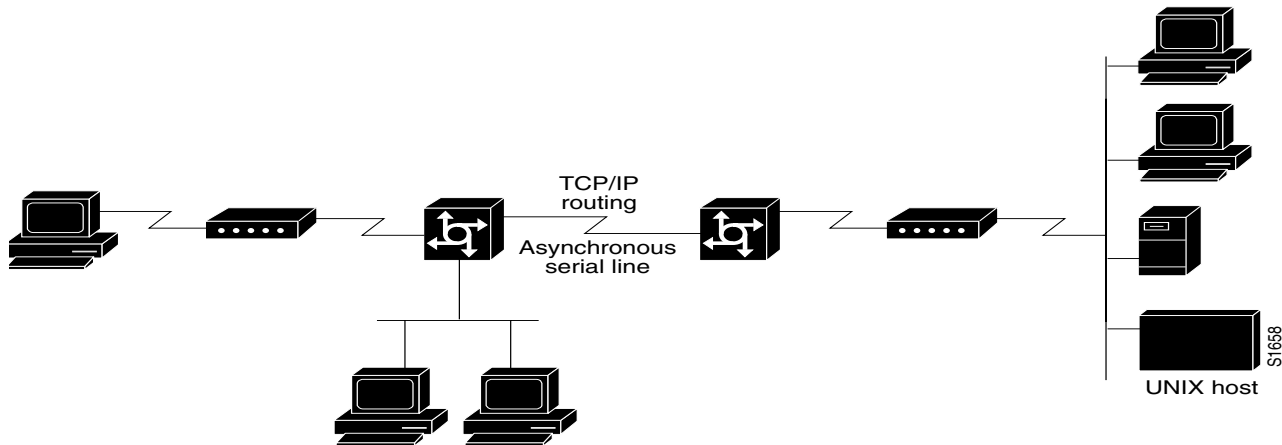 TCP/IP
routing
Asynchronous
serial line
UNIX host
S1658